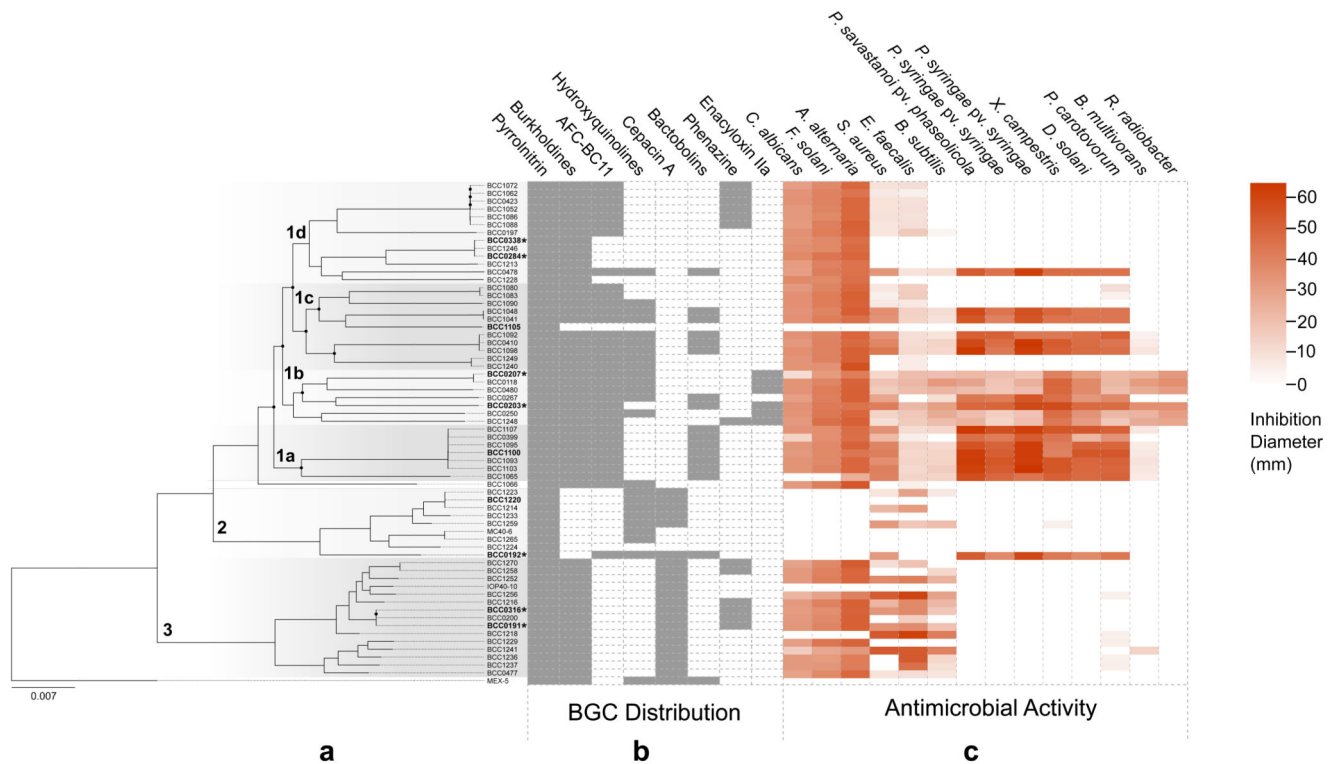 Pyrrolnitrin
Burkholdines
AFC-BC11
Hydroxyquinolines
Cepacin A
Bactobolins
Phenazine
Enacyloxin IIa
C. albicans
F. solani
A. alternaria
S. aureus
E. faecalis
B. subtilis
P. savastanoi pv. phaseolicola
P. syringae pv. syringae
P. syringae pv. syringae
X. campestris
D. solani
P. carotovorum
B. multivorans
R. radiobacter
BCC1072
BCC1062
BCC0423
BCC1052
BCC1086
BCC1088
BCC0197
1d
BCC0338*
BCC1246
BCC0284*
BCC1213
BCC0478
BCC1228
BCC1080
1c
BCC1083
BCC1090
BCC1048
BCC1041
BCC1105
BCC1092
BCC0410
BCC1098
BCC1249
BCC1240
1b
BCC0207*
BCC0118
BCC0480
BCC0267
BCC0203*
BCC0250
BCC1248
BCC1107
BCC0399
BCC1095
1a
BCC1100
BCC1093
BCC1103
BCC1065
BCC1066
BCC1223
BCC1220
BCC1214
BCC1233
2
BCC1259
MC40-6
BCC1265
BCC1224
BCC0192*
BCC1270
BCC1258
BCC1252
IOP40-10
BCC1256
BCC1216
BCC0316*
BCC0200
3
BCC0191*
BCC1218
BCC1229
BCC1241
BCC1236
BCC1237
BCC0477
MEX-5
0.007
60
50
40
30
20
10
0
Inhibition
Diameter
(mm)
BGC Distribution
Antimicrobial Activity
a
b
c